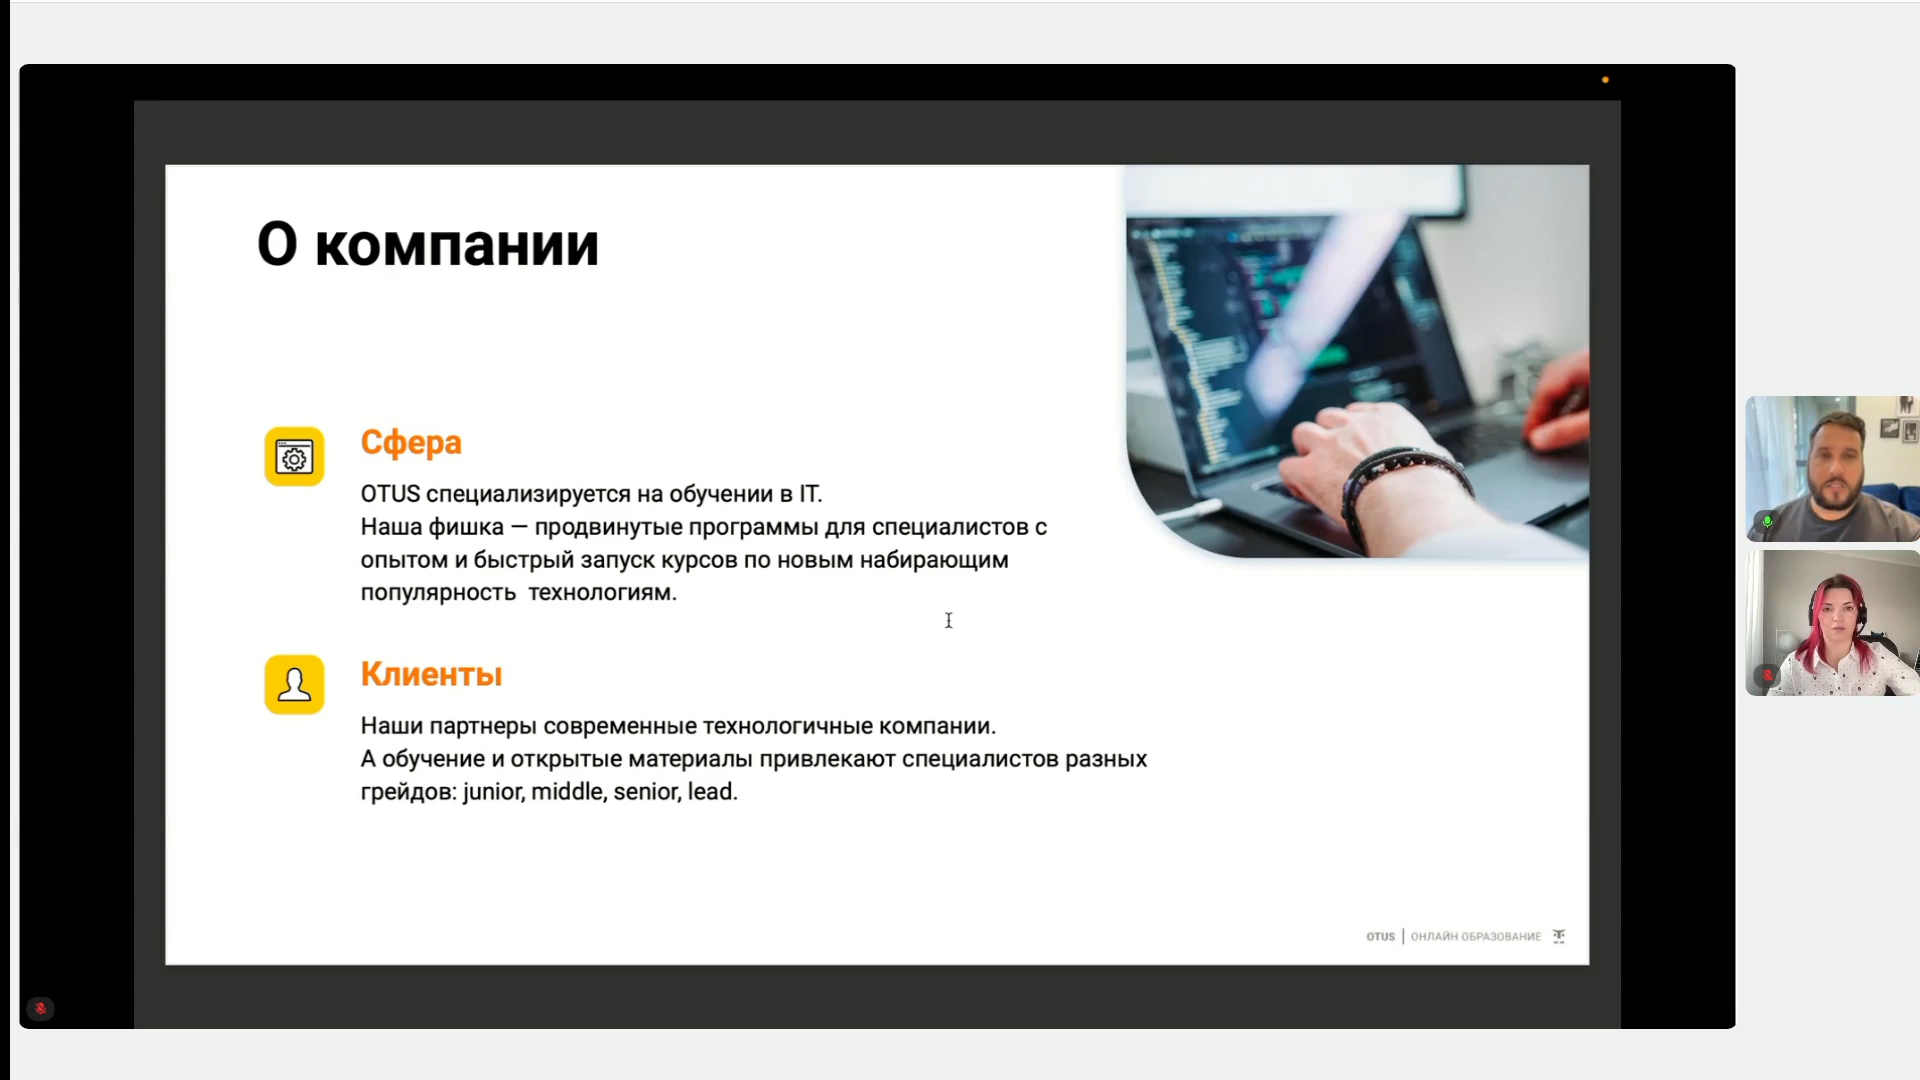 О компании
Сфера
OTUS специализируется на обучении в IT.
Наша фишка — продвинутые программы для специалистов с
опытом и быстрый запуск курсов по новым набирающим
популярность  технологиям.
Клиенты
Наши партнеры современные технологичные компании.
А обучение и открытые материалы привлекают специалистов разных
грейдов: junior, middle, senior, lead.
OTUS | ОНЛАЙН ОБРАЗОВАНИЕ